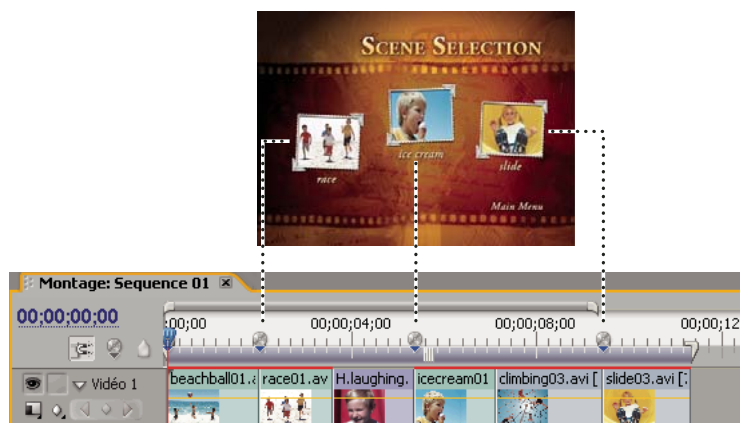 SCENE SELECTION
race
ice cream
slide
Main Menu
Montage: Sequence 01
00;00;00;00
;00;00
00;00;04;00
00;00;08;00
00;00;12
Vidéo 1
beachball01.a
race01.av
H.laughing.
icecream01
climbing03.avi [
slide03.avi [